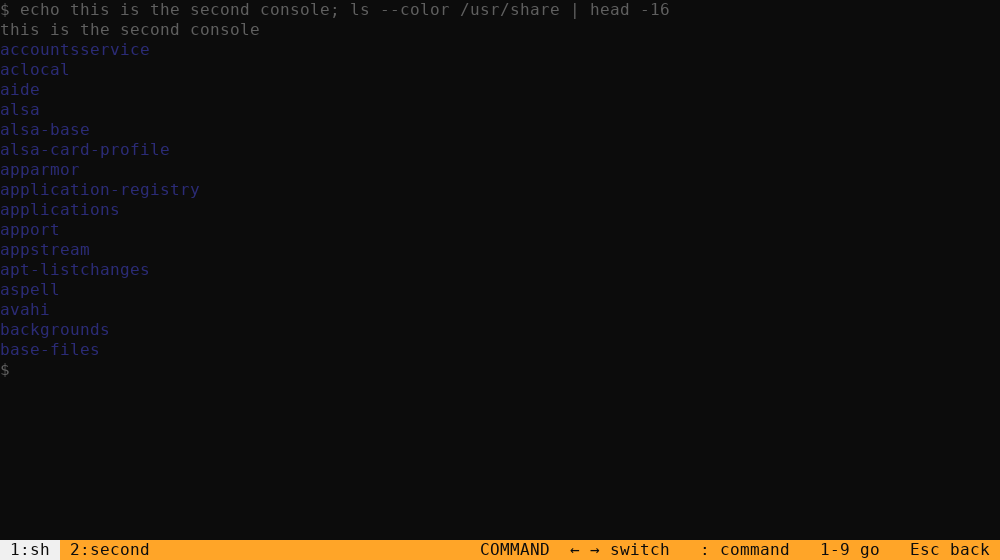 $ echo this is the second console; ls --color /usr/share | head -16
this is the second console
accountsservice
aclocal
aide
alsa
alsa-base
alsa-card-profile
apparmor
application-registry
applications
apport
appstream
apt-listchanges
aspell
avahi
backgrounds
base-files
$
1:sh 2:second COMMAND ← → switch : command 1-9 go Esc back